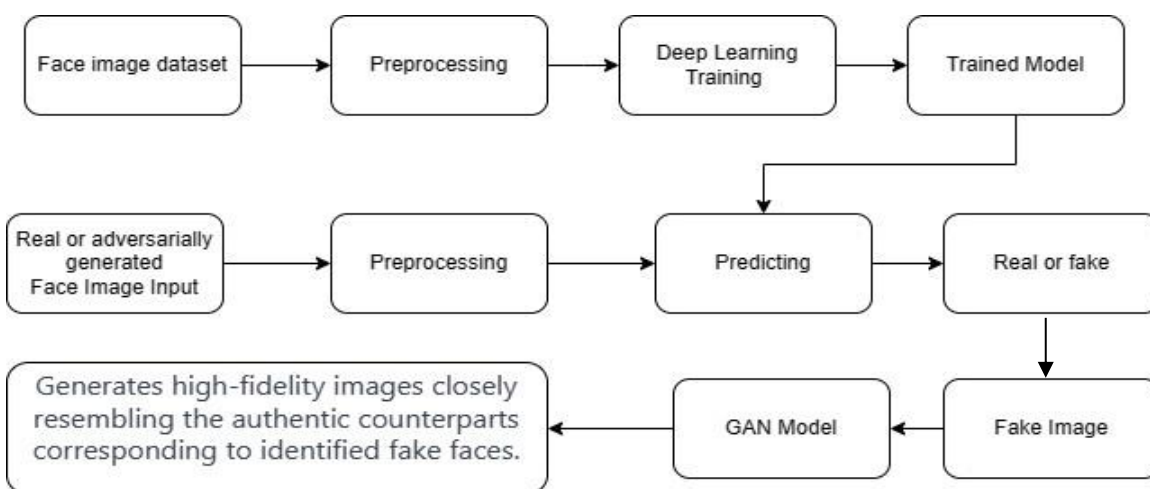 Face image dataset
Preprocessing
Deep Learning
Training
Trained Model
Real or adversarially
generated
Face Image Input
Preprocessing
Predicting
Real or fake
Generates high-fidelity images closely
resembling the authentic counterparts
corresponding to identified fake faces.
GAN Model
Fake Image